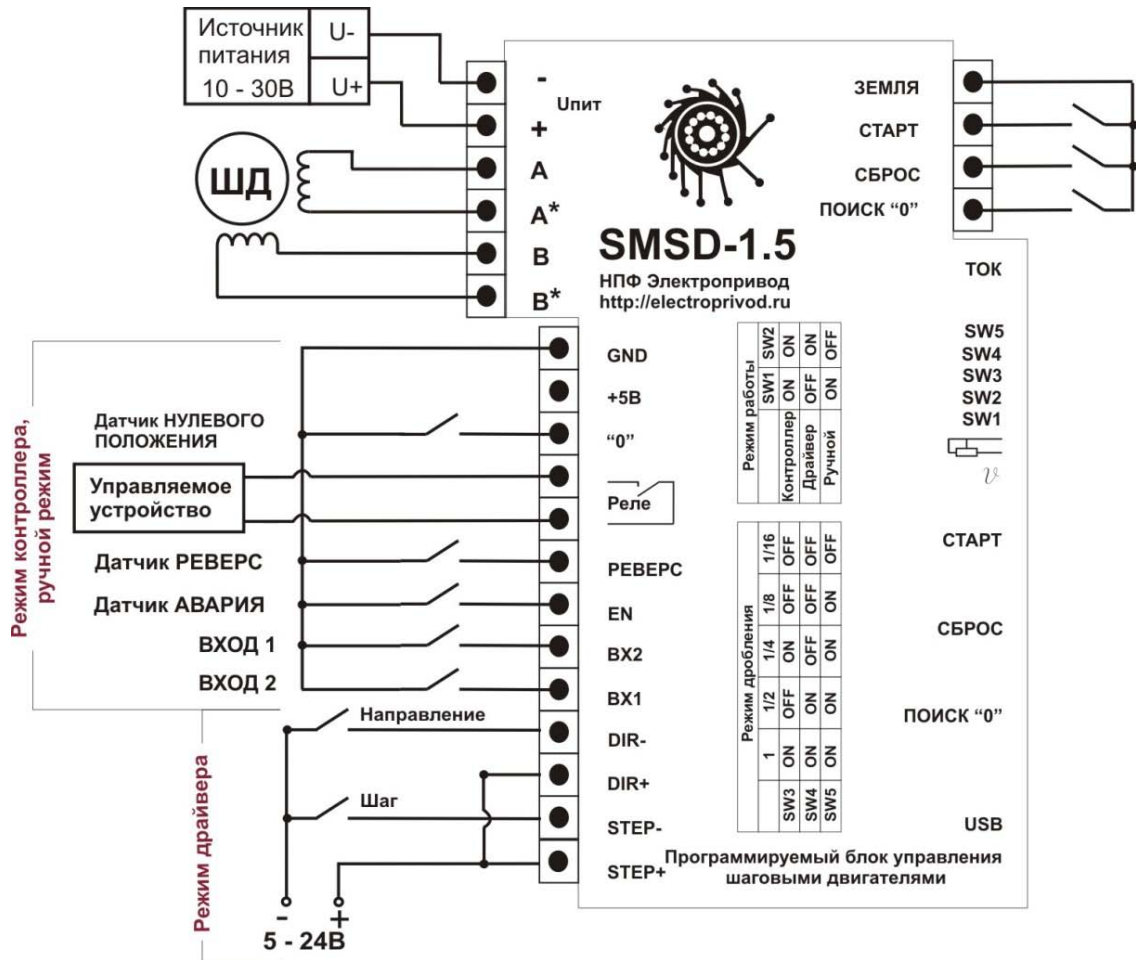 Источник
питания
10 - 30В
U-
U+
ШД
-
Uпит
+
A
A*
B
B*
ЗЕМЛЯ
СТАРТ
СБРОС
ПОИСК “0”
SMSD-1.5
НПФ Электропривод
http://electroprivod.ru
ТОК
SW5
SW4
SW3
SW2
SW1
𝑣
СТАРТ
СБРОС
ПОИСК “0”
USB
GND
+5В
“0”
Реле
РЕВЕРС
EN
ВХ2
ВХ1
DIR-
DIR+
STEP-
STEP+
Режим работы
SW1 SW2
Контроллер ON ON
Драйвер OFF ON
Ручной ON OFF
Режим дробления
1 1/2 1/4 1/8 1/16
SW3 ON OFF ON OFF OFF
SW4 ON ON OFF OFF OFF
SW5 ON ON ON ON OFF
Программируемый блок управления
шаговыми двигателями
Режим контроллера,
ручной режим
Датчик НУЛЕВОГО
ПОЛОЖЕНИЯ
Управляемое
устройство
Датчик РЕВЕРС
Датчик АВАРИЯ
ВХОД 1
ВХОД 2
Режим драйвера
Направление
Шаг
- +
5 - 24В